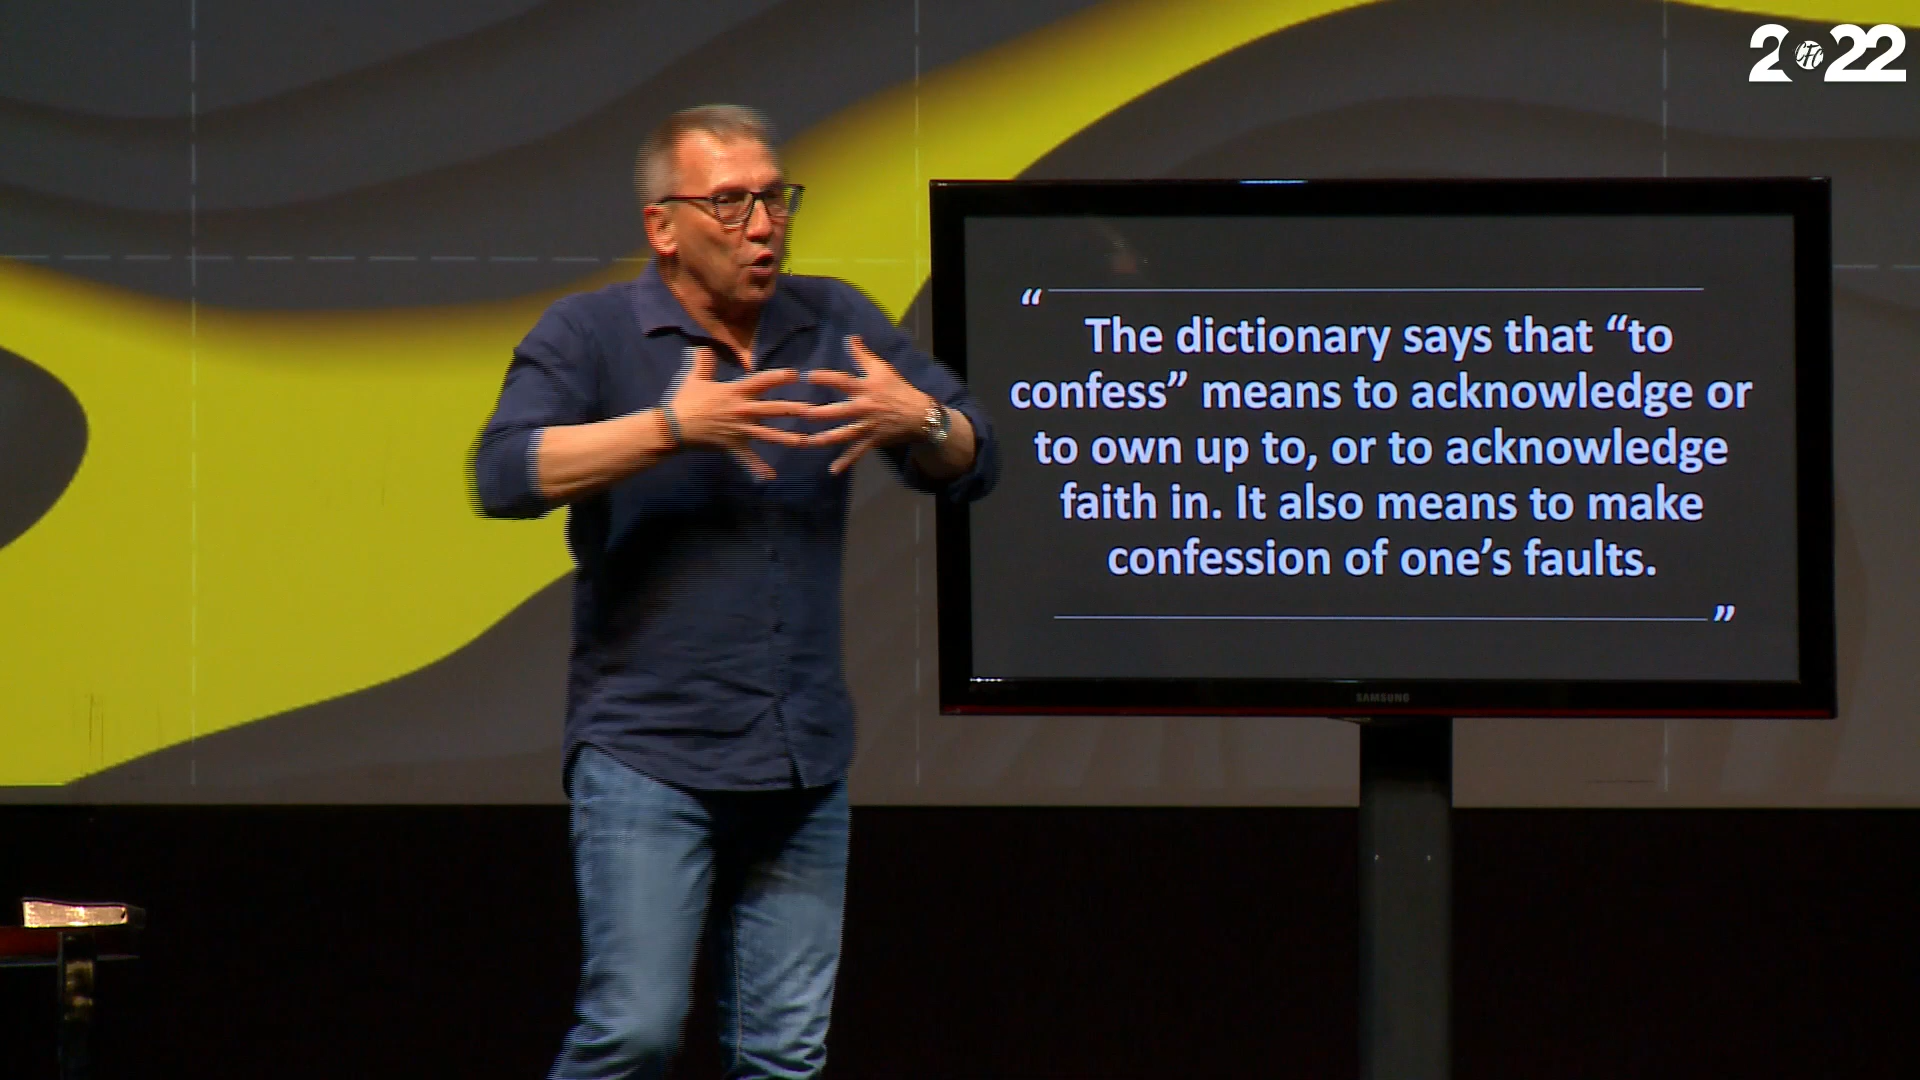 2022
“
The dictionary says that “to
confess” means to acknowledge or
to own up to, or to acknowledge
faith in. It also means to make
confession of one’s faults.
”
SAMSUNG